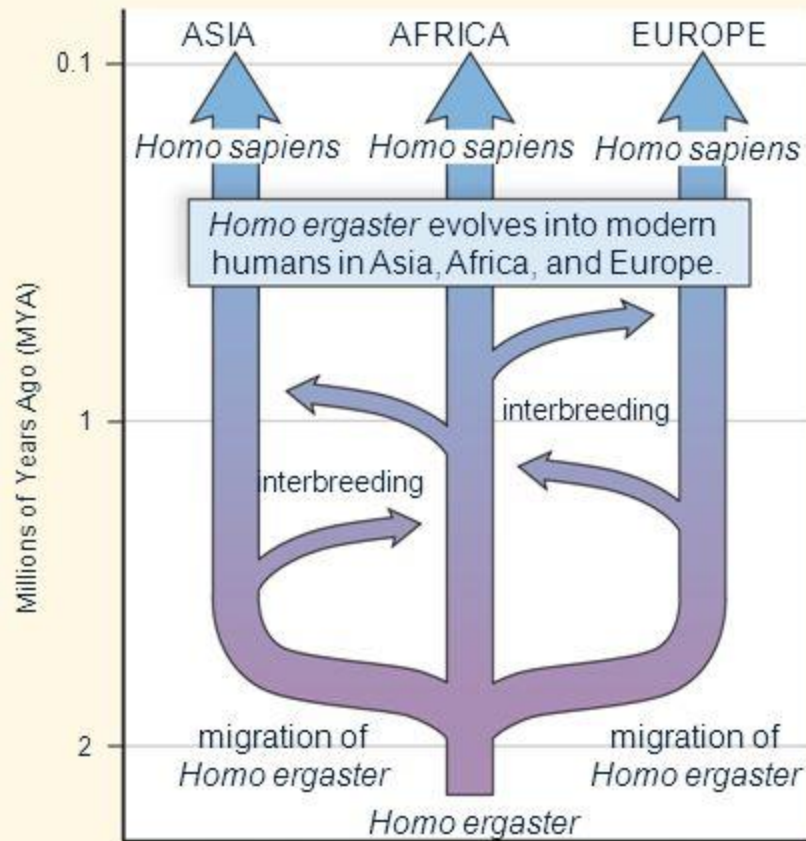 ASIA AFRICA EUROPE
0.1
Homo sapiens Homo sapiens Homo sapiens
Homo ergaster evolves into modern
humans in Asia, Africa, and Europe.
Millions of Years Ago (MYA)
interbreeding
1
interbreeding
2
migration of
Homo ergaster
migration of
Homo ergaster
Homo ergaster